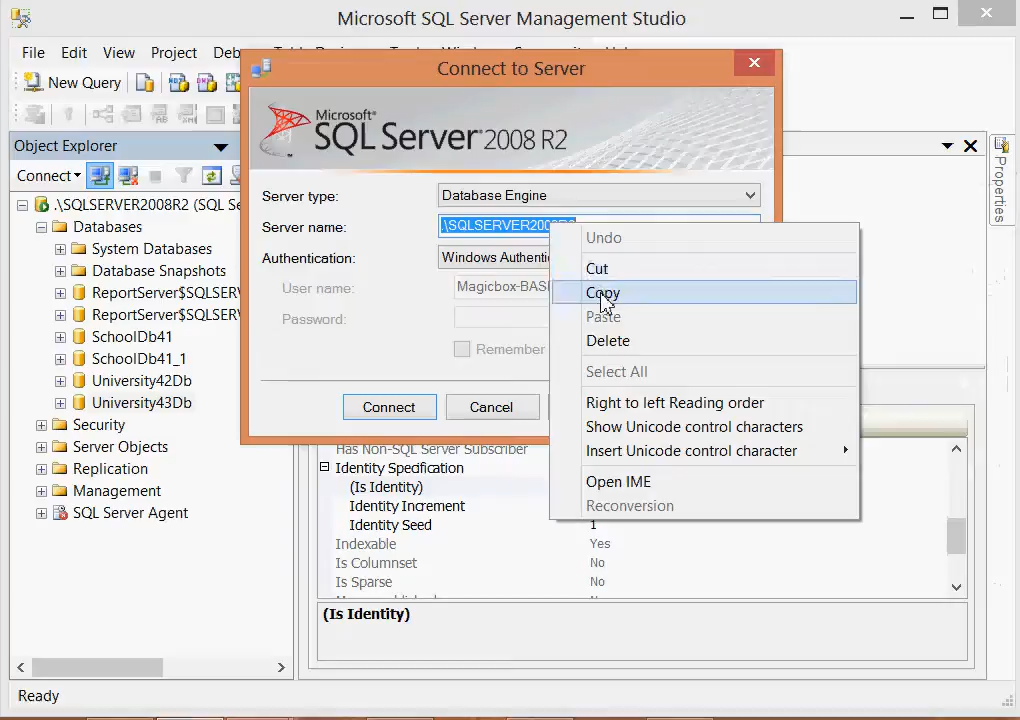 Microsoft SQL Server Management Studio
File Edit View Project Deb
New Query
Connect to Server
Microsoft®
SQL Server® 2008 R2
Object Explorer
Connect
Properties
.\SQLSERVER2008R2 (SQL Se
Databases
System Databases
Database Snapshots
ReportServer$SQLSERV
ReportServer$SQLSERV
SchoolDb41
SchoolDb41_1
University42Db
University43Db
Security
Server Objects
Replication
Management
SQL Server Agent
Server type: Database Engine
Server name: .\SQLSERVER2008R2
Authentication: Windows Authenti
User name: Magicbox-BAS
Password:
Remember
Connect Cancel
Undo
Cut
Copy
Paste
Delete
Select All
Right to left Reading order
Show Unicode control characters
Insert Unicode control character
Open IME
Reconversion
Has Non-SQL Server Subscriber
Identity Specification
(Is Identity)
Identity Increment
Identity Seed 1
Indexable Yes
Is Columnset No
Is Sparse No
(Is Identity)
Ready